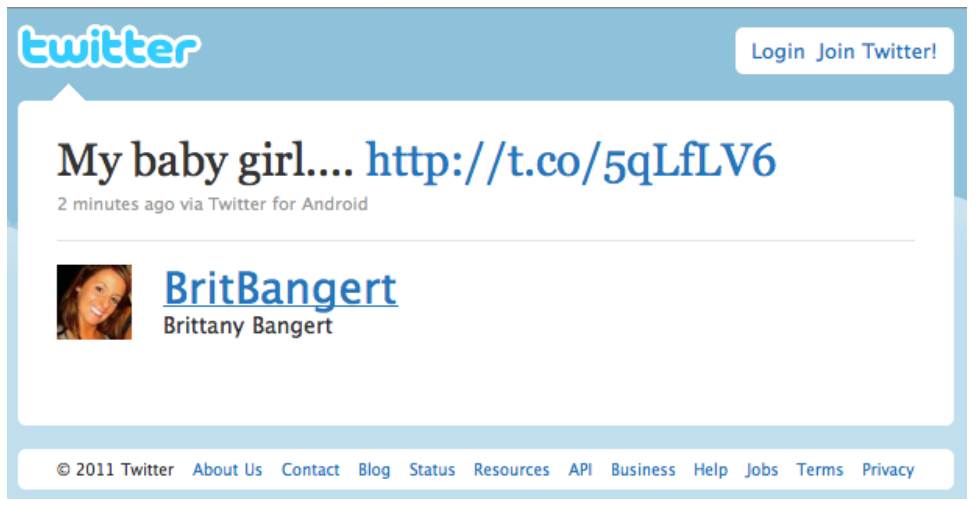 twitter
Login Join Twitter!
My baby girl.... http://t.co/5qLfLV6
2 minutes ago via Twitter for Android
BritBangert
Brittany Bangert
© 2011 Twitter About Us Contact Blog Status Resources API Business Help Jobs Terms Privacy